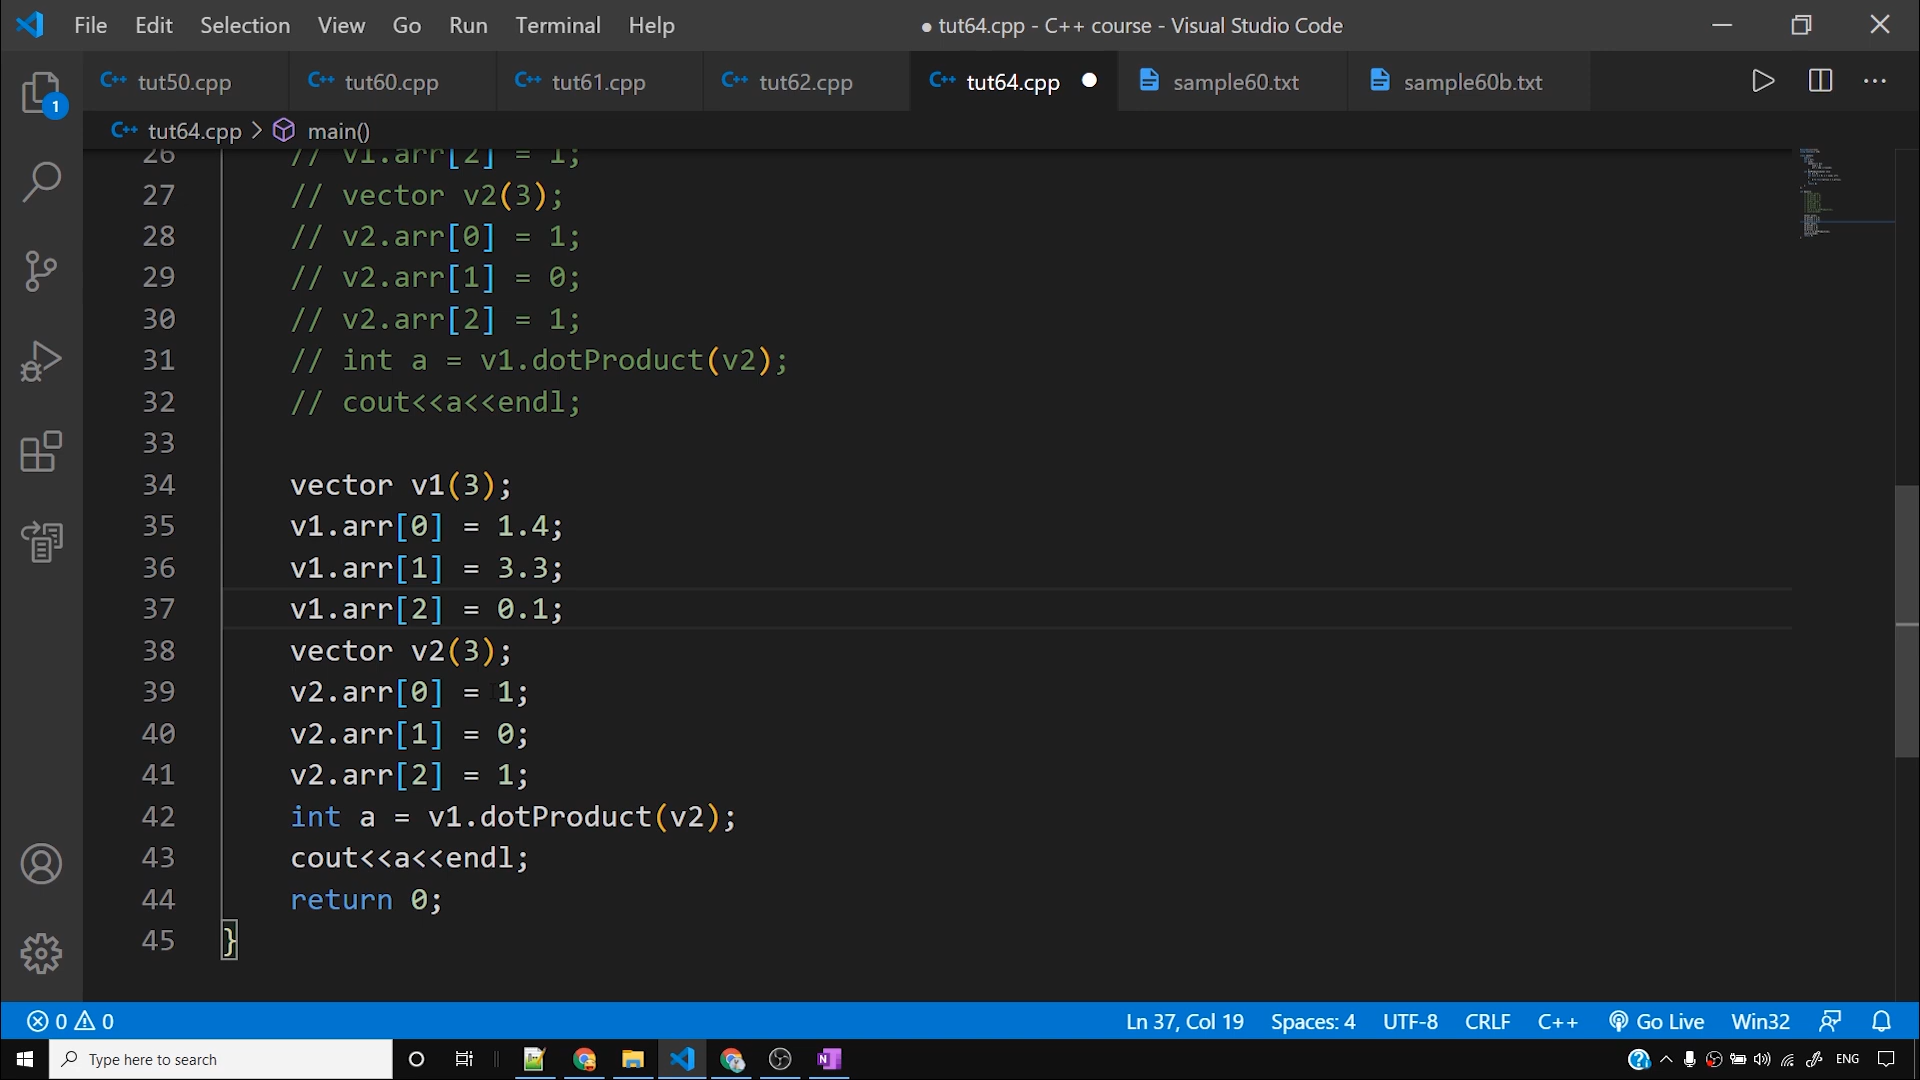 File Edit Selection View Go Run Terminal Help ● tut64.cpp - C++ course - Visual Studio Code
C++ tut50.cpp C++ tut60.cpp C++ tut61.cpp C++ tut62.cpp C++ tut64.cpp ● sample60.txt sample60b.txt ...
1
C++ tut64.cpp > main()
26 // v1.arr[2] = 1;
27 // vector v2(3);
28 // v2.arr[0] = 1;
29 // v2.arr[1] = 0;
30 // v2.arr[2] = 1;
31 // int a = v1.dotProduct(v2);
32 // cout<<a<<endl;
33
34 vector v1(3);
35 v1.arr[0] = 1.4;
36 v1.arr[1] = 3.3;
37 v1.arr[2] = 0.1;
38 vector v2(3);
39 v2.arr[0] = 1;
40 v2.arr[1] = 0;
41 v2.arr[2] = 1;
42 int a = v1.dotProduct(v2);
43 cout<<a<<endl;
44 return 0;
45 }
0 0 Ln 37, Col 19 Spaces: 4 UTF-8 CRLF C++ Go Live Win32
Type here to search ENG